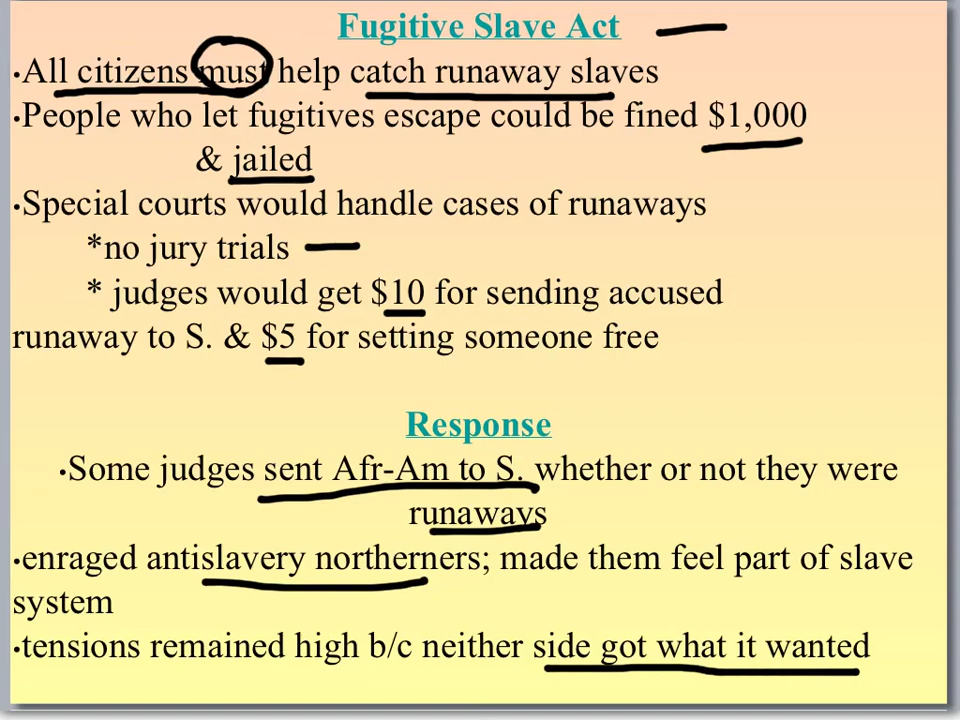 Fugitive Slave Act
•All citizens must help catch runaway slaves
•People who let fugitives escape could be fined $1,000
& jailed
•Special courts would handle cases of runaways
*no jury trials
* judges would get $10 for sending accused
runaway to S. & $5 for setting someone free
Response
•Some judges sent Afr-Am to S. whether or not they were
runaways
•enraged antislavery northerners; made them feel part of slave
system
•tensions remained high b/c neither side got what it wanted